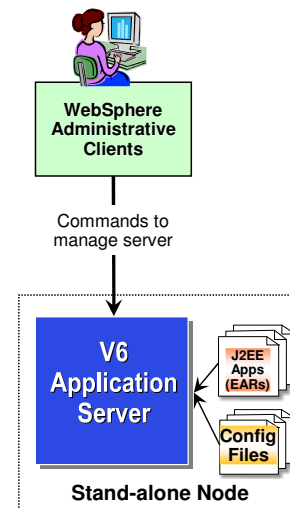 WebSphere
Administrative
Clients
Commands to
manage server
V6
Application
Server
J2EE
Apps
(EARs)
Config
Files
Stand-alone Node